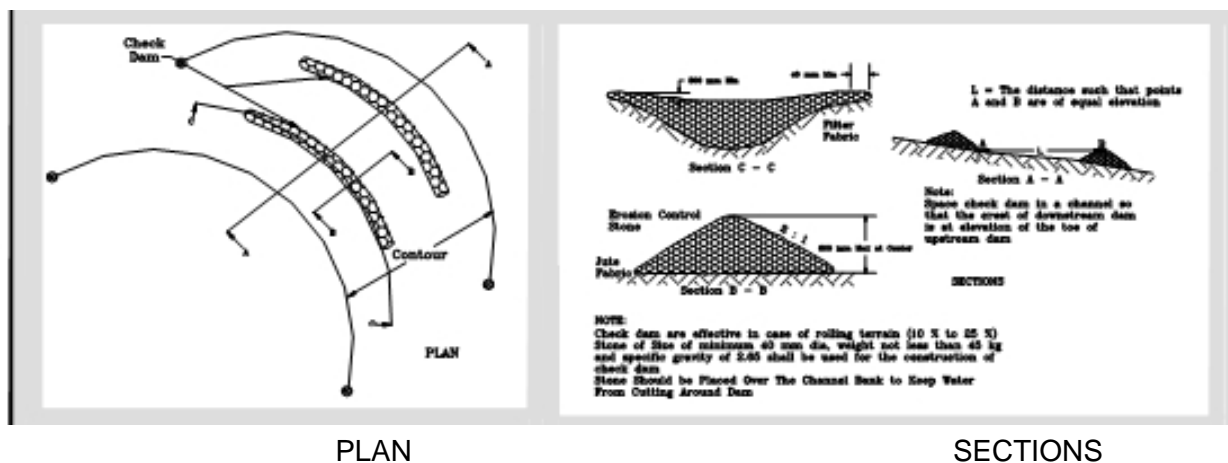 Check
Dam
A
C
B
B
A
Contour
C
PLAN
Min
Filter
Fabric
Section C - C
L = The distance such that points
A and B are of equal elevation
A
L
B
Section A - A
Note:
Space check dam in a channel so
that the crest of downstream dam
is at elevation of the toe of
upstream dam
Erosion Control
Stone
2 : 1
mm at Center
Jute
Fabric
Section B - B
SECTIONS
NOTE:
Check dam are effective in case of rolling terrain (10 % to 25 %)
Stone of Size of minimum 40 mm dia, weight not less than 45 kg
and specific gravity of 2.65 shall be used for the construction of
check dam
Stone Should be Placed Over The Channel Bank to Keep Water
From Cutting Around Dam
PLAN
SECTIONS